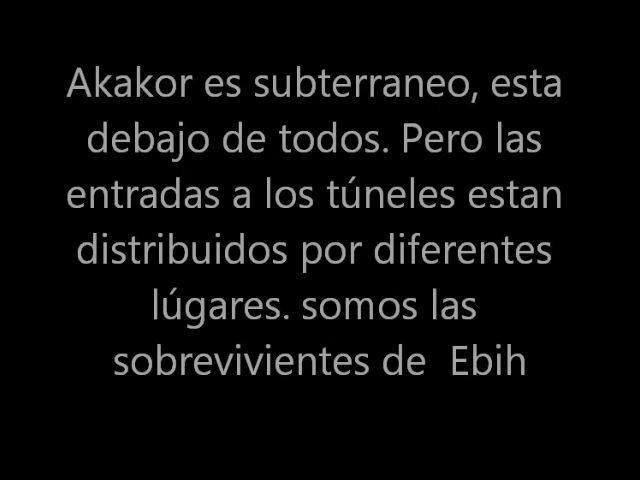 Akakor es subterraneo, esta
debajo de todos. Pero las
entradas a los túneles estan
distribuidos por diferentes
lúgares. somos las
sobrevivientes de  Ebih